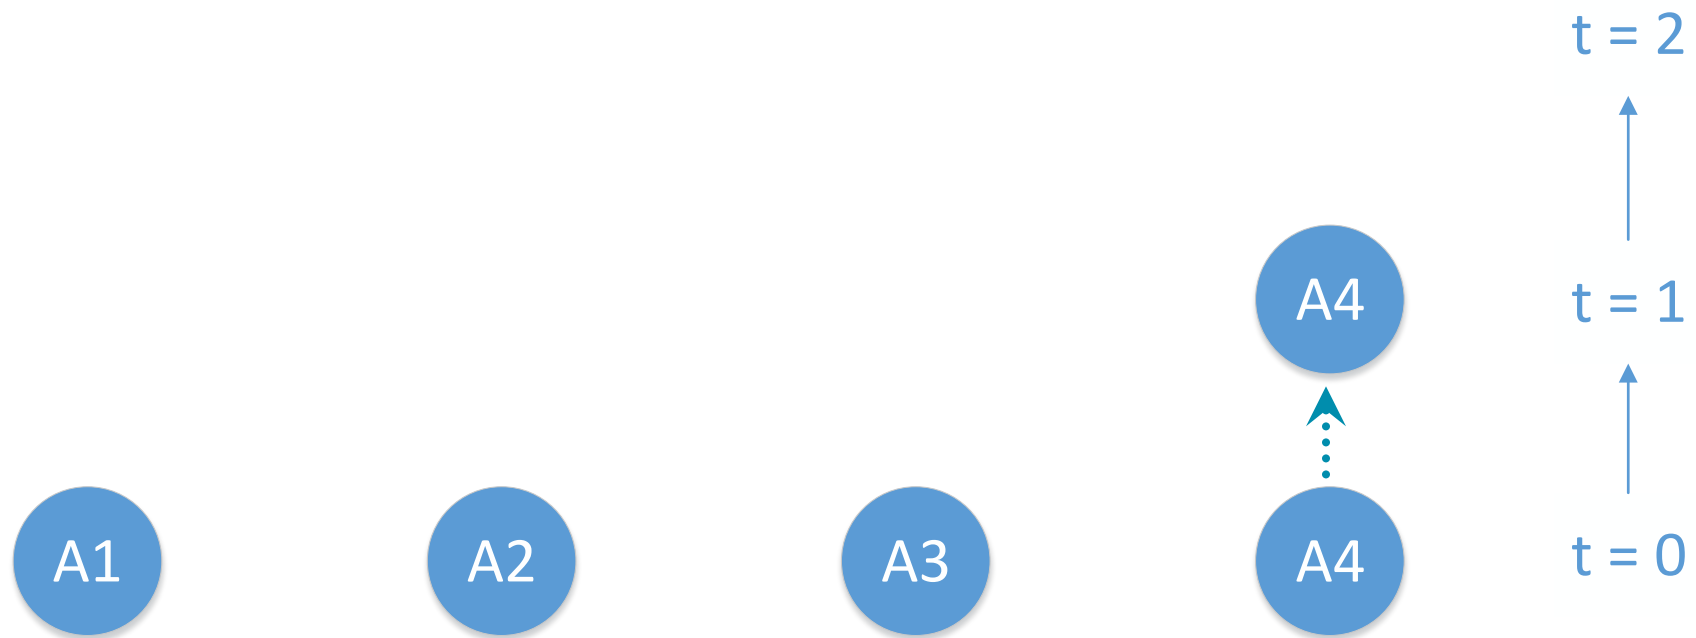 t = 2
A4
t = 1
A1
A2
A3
A4
t = 0